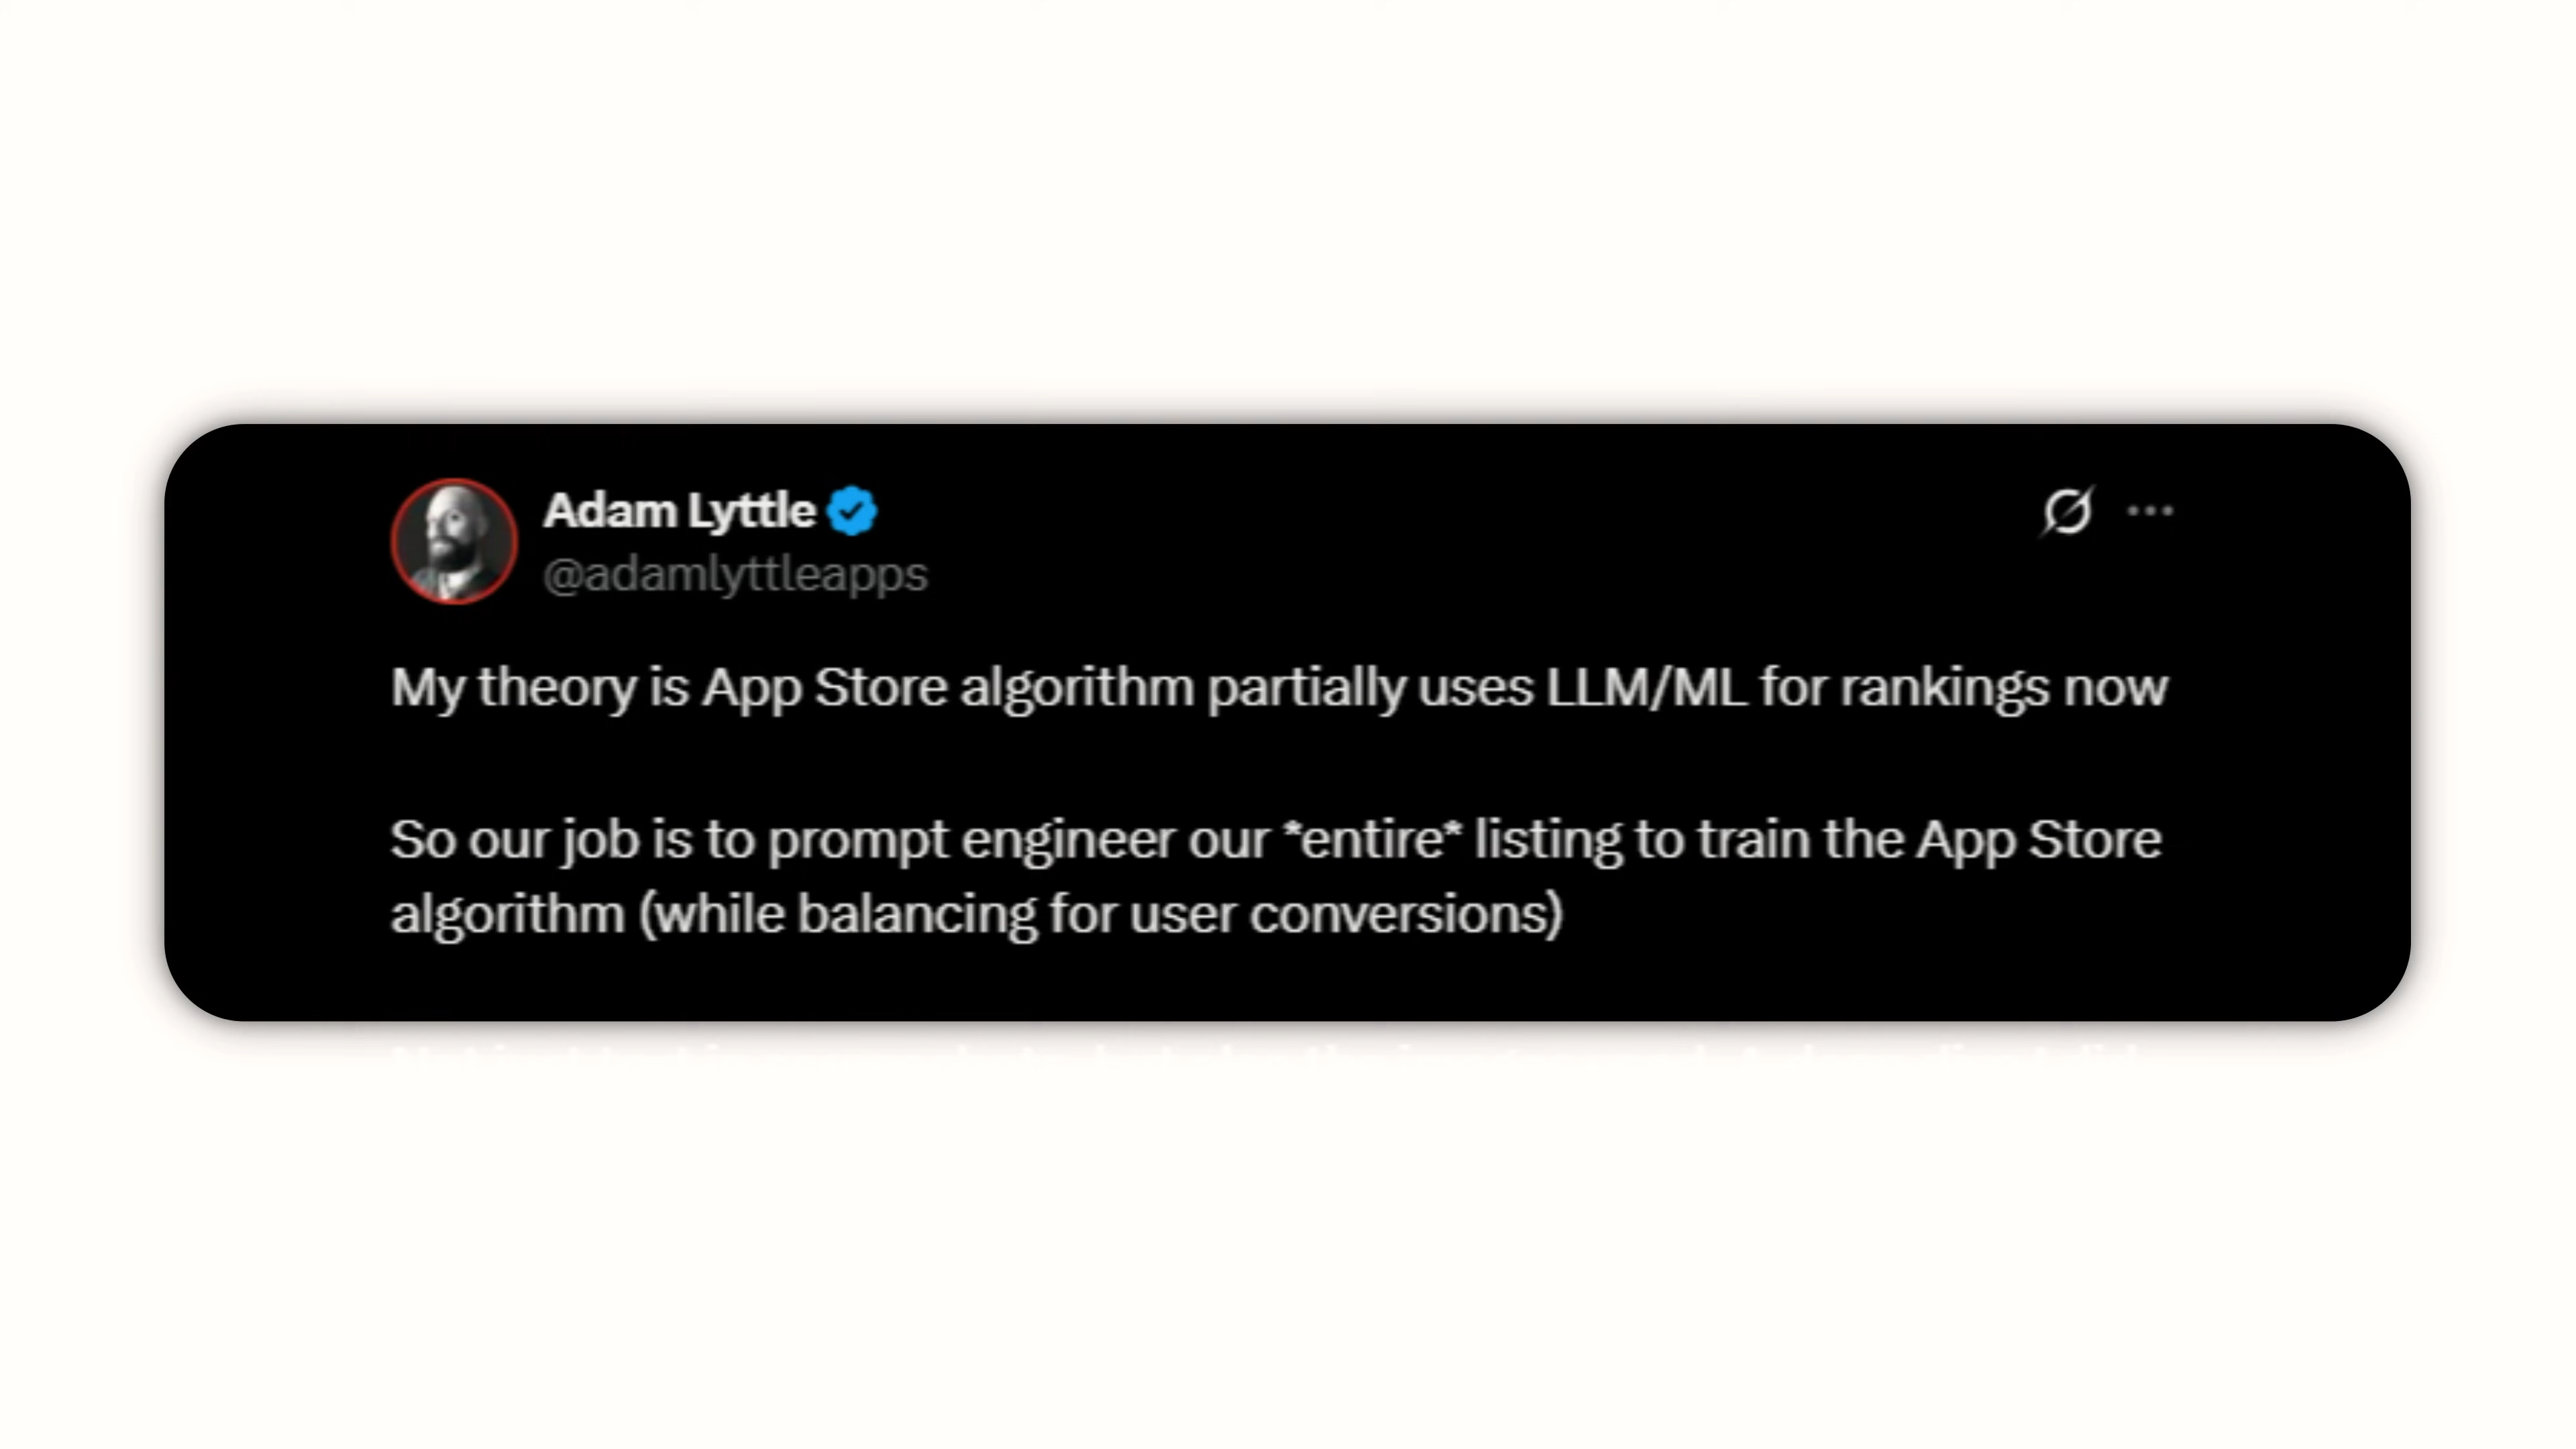 Adam Lyttle
@adamlyttleapps
My theory is App Store algorithm partially uses LLM/ML for rankings now
So our job is to prompt engineer our *entire* listing to train the App Store
algorithm (while balancing for user conversions)